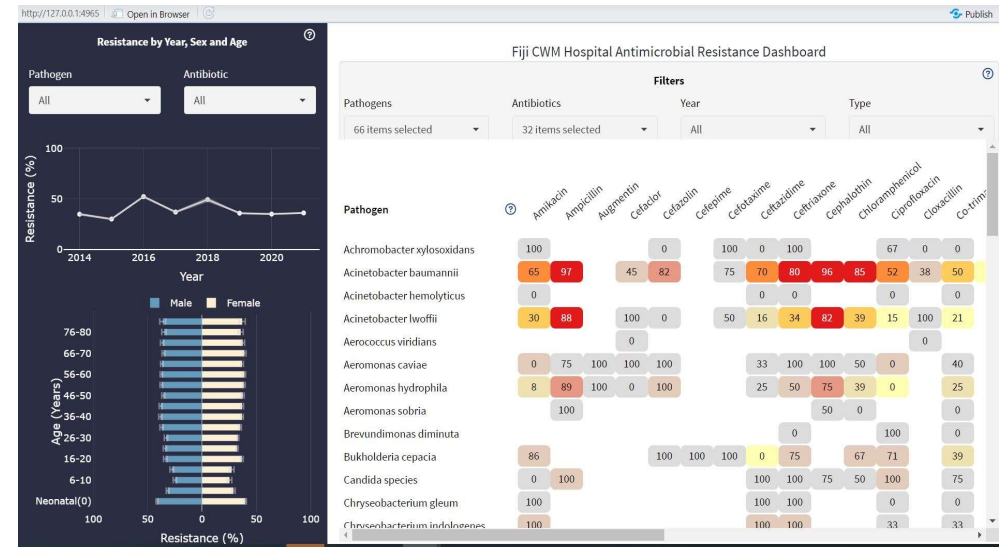 http://127.0.0.1:4965 Open in Browser Publish
Resistance by Year, Sex and Age ?
Pathogen Antibiotic
All All
Resistance (%)
100
50
0
2014 2016 2018 2020
Year
Male Female
Age (Years)
76-80
66-70
56-60
46-50
36-40
26-30
16-20
6-10
Neonatal(0)
100 50 0 50 100
Resistance (%)
Fiji CWM Hospital Antimicrobial Resistance Dashboard
Filters ?
Pathogens Antibiotics Year Type
66 items selected 32 items selected All All
Pathogen ? Amikacin Ampicillin Augmentin Cefaclor Cefazolin Cefepime Cefotaxime Ceftazidime Ceftriaxone Cephalothin Chloramphenicol Ciprofloxacin Cloxacillin
Achromobacter xylosoxidans 100 0 100 0 100 67 0 0
Acinetobacter baumannii 65 97 45 82 75 70 80 96 85 52 38 50
Acinetobacter hemolyticus 0 0 0 0 0
Acinetobacter lwoffii 30 88 100 0 50 16 34 82 39 15 100 21
Aerococcus viridians 0 0
Aeromonas caviae 0 75 100 100 100 33 100 100 50 0 40
Aeromonas hydrophila 8 89 100 0 100 25 50 75 39 0 25
Aeromonas sobria 100 50 0 0
Brevundimonas diminuta 0 100 0
Bukholderia cepacia 86 100 100 100 0 75 67 71 39
Candida species 0 100 100 100 75 50 100 75
Chryseobacterium gleum 100 100 100 0 0
Chryseobacterium indologenes 100 100 100 33 33